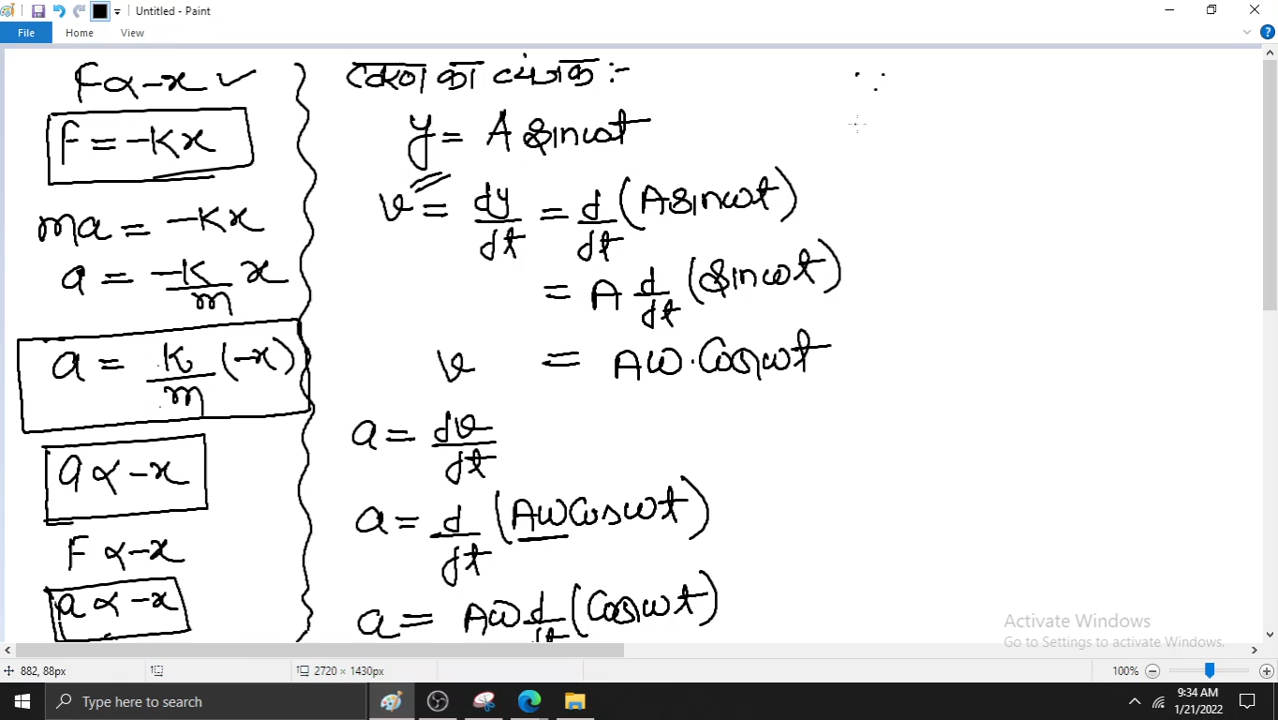 Untitled - Paint
File Home View
F∝-x ✓
F = -Kx
ma = -Kx
a = -K/m x
a = K/m (-x)
a ∝ -x
F ∝ -x
a ∝ -x
का व्यंजक :-
y = A sinωt
v = dy/dt = d/dt (A sinωt)
= A d/dt (sinωt)
v = Aω·Cosωt
a = dv/dt
a = d/dt (AωCosωt)
a = Aω d/dt (Cosωt)
∵
Activate Windows
Go to Settings to activate Windows.
882, 88px 2720 × 1430px 100%
Type here to search
9:34 AM
1/21/2022